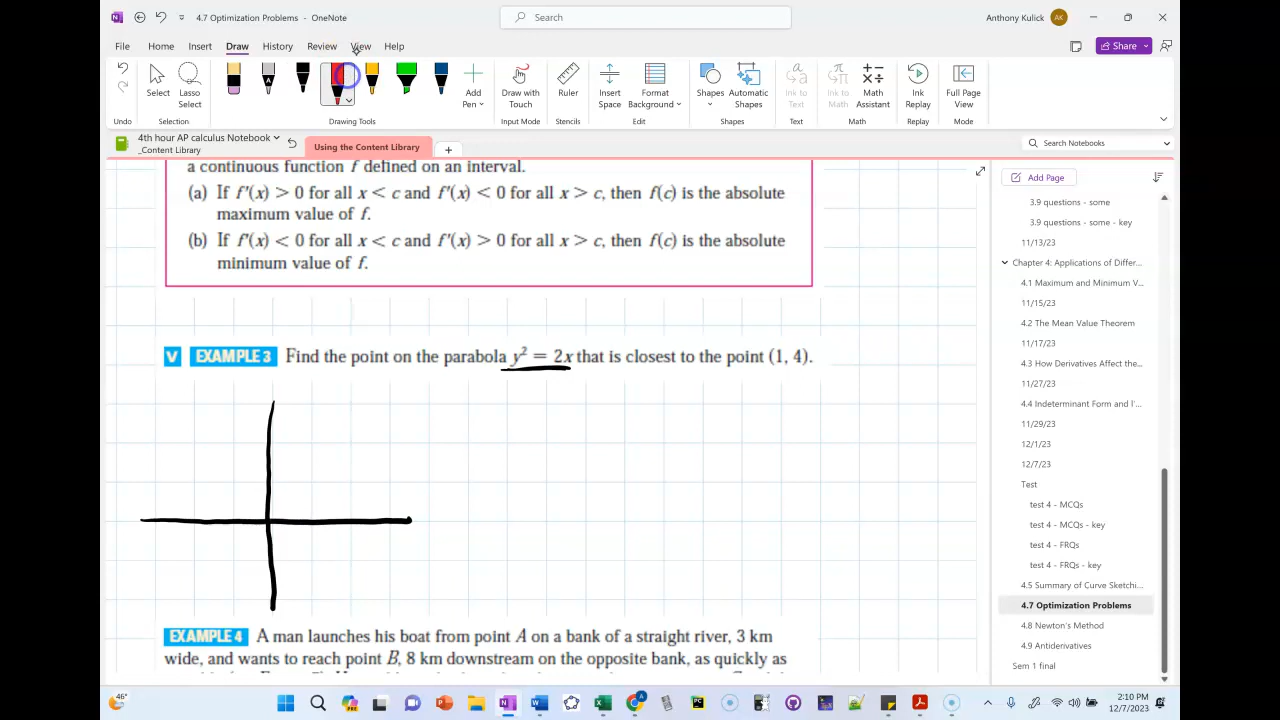 4.7 Optimization Problems - OneNote
Search
Anthony Kulick
AK
File Home Insert Draw History Review View Help
Share
Undo
Select
Lasso Select
Selection
Drawing Tools
Add Pen
Draw with Touch
Input Mode
Ruler
Stencils
Insert Space
Format Background
Edit
Shapes
Automatic Shapes
Shapes
Ink to Text
Text
Ink to Math
Math Assistant
Math
Ink Replay
Replay
Full Page View
Mode
4th hour AP calculus Notebook
_Content Library
Using the Content Library
Search Notebooks
a continuous function f defined on an interval.
(a) If f′(x) > 0 for all x < c and f′(x) < 0 for all x > c, then f(c) is the absolute
maximum value of f.
(b) If f′(x) < 0 for all x < c and f′(x) > 0 for all x > c, then f(c) is the absolute
minimum value of f.
V EXAMPLE 3 Find the point on the parabola y² = 2x that is closest to the point (1, 4).
EXAMPLE 4 A man launches his boat from point A on a bank of a straight river, 3 km
wide, and wants to reach point B, 8 km downstream on the opposite bank, as quickly as
Add Page
3.9 questions - some
3.9 questions - some - key
11/13/23
Chapter 4: Applications of Differ...
4.1 Maximum and Minimum V...
11/15/23
4.2 The Mean Value Theorem
11/17/23
4.3 How Derivatives Affect the...
11/27/23
4.4 Indeterminant Form and l'...
11/29/23
12/1/23
12/7/23
Test
test 4 - MCQs
test 4 - MCQs - key
test 4 - FRQs
test 4 - FRQs - key
4.5 Summary of Curve Sketchi...
4.7 Optimization Problems
4.8 Newton's Method
4.9 Antiderivatives
Sem 1 final
46°
2:10 PM
12/7/2023